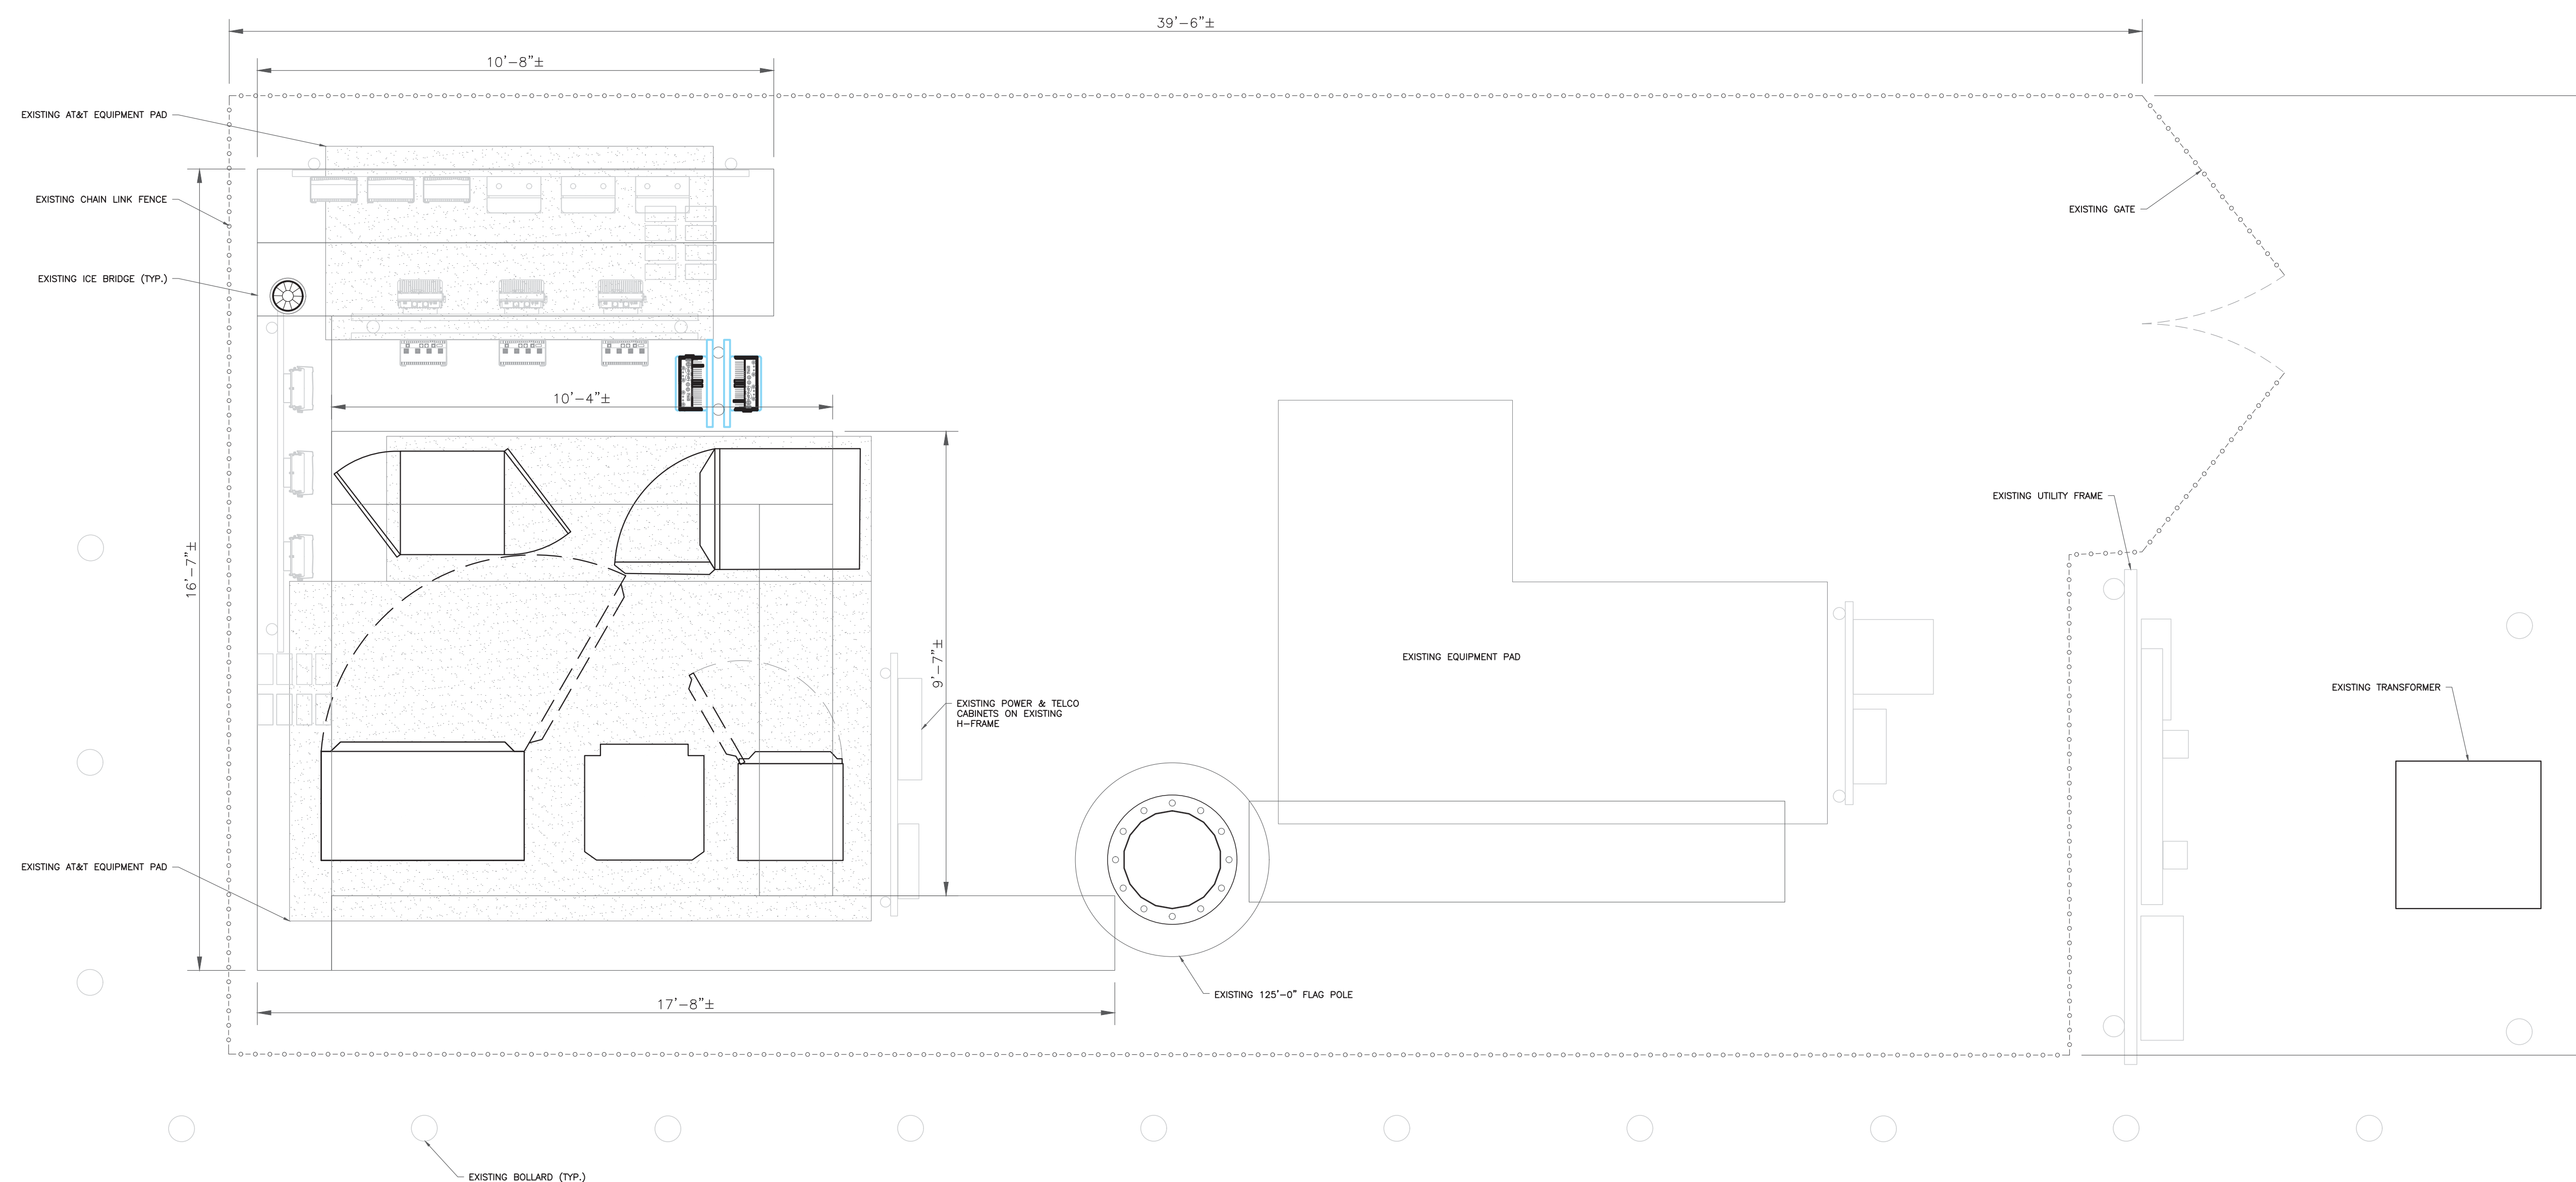 39'-6"±
10'-8"±
EXISTING AT&T EQUIPMENT PAD
EXISTING CHAIN LINK FENCE
EXISTING GATE
EXISTING ICE BRIDGE (TYP.)
10'-4"±
EXISTING UTILITY FRAME
16'-7"±
9'-7"±
EXISTING EQUIPMENT PAD
EXISTING TRANSFORMER
EXISTING POWER & TELCO
CABINETS ON EXISTING
H-FRAME
EXISTING AT&T EQUIPMENT PAD
EXISTING 125'-0" FLAG POLE
17'-8"±
EXISTING BOLLARD (TYP.)